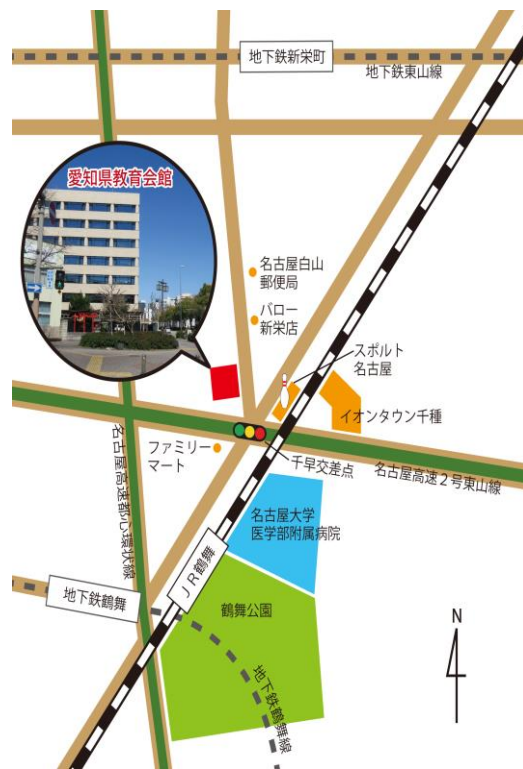 地下鉄新栄町
地下鉄東山線
愛知県教育会館
名古屋白山
郵便局
バロー
新栄店
スポルト
名古屋
イオンタウン千種
ファミリー
マート
千早交差点
名古屋高速2号東山線
名古屋高速都心環状線
名古屋大学
医学部附属病院
JR鶴舞
地下鉄鶴舞
鶴舞公園
地下鉄鶴舞線
N